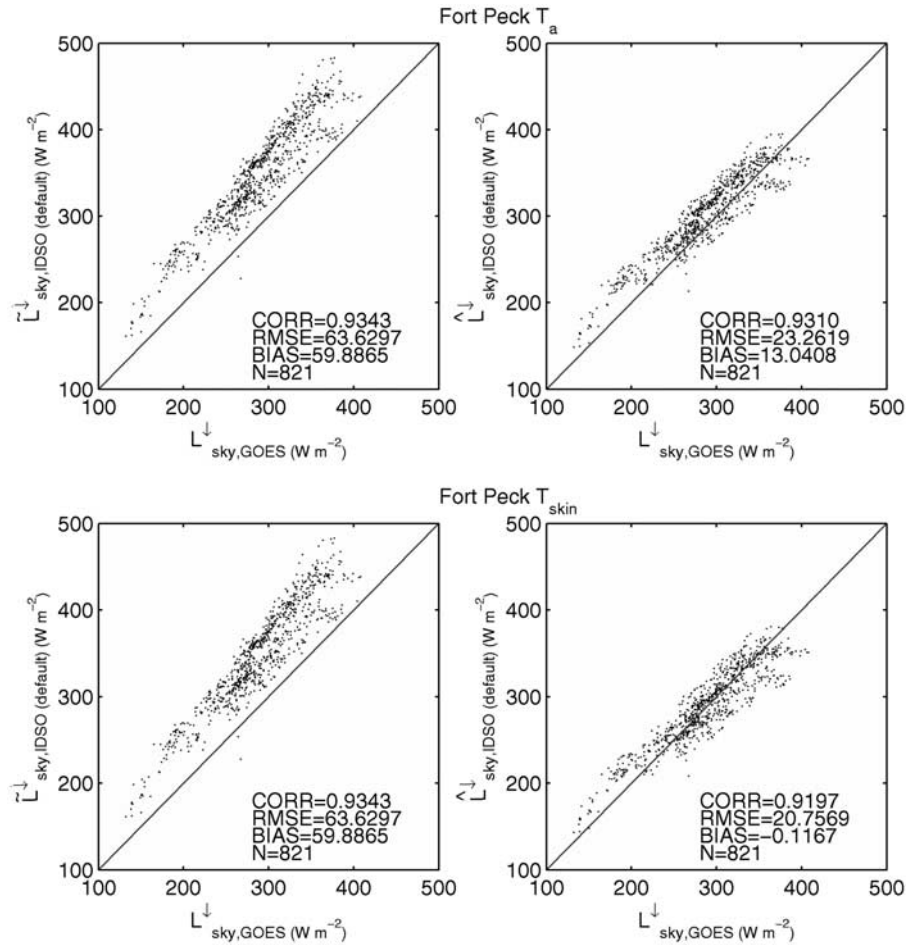 Fort Peck T a
500
400
300
200
100
L̃↓ sky,IDSO (default) (W m−2)
CORR=0.9343
RMSE=63.6297
BIAS=59.8865
N=821
100 200 300 400 500
L↓ sky,GOES (W m−2)
500
400
300
200
100
L̂↓ sky,IDSO (default) (W m−2)
CORR=0.9310
RMSE=23.2619
BIAS=13.0408
N=821
100 200 300 400 500
L↓ sky,GOES (W m−2)
Fort Peck T skin
500
400
300
200
100
L̃↓ sky,IDSO (default) (W m−2)
CORR=0.9343
RMSE=63.6297
BIAS=59.8865
N=821
100 200 300 400 500
L↓ sky,GOES (W m−2)
500
400
300
200
100
L̂↓ sky,IDSO (default) (W m−2)
CORR=0.9197
RMSE=20.7569
BIAS=−0.1167
N=821
100 200 300 400 500
L↓ sky,GOES (W m−2)